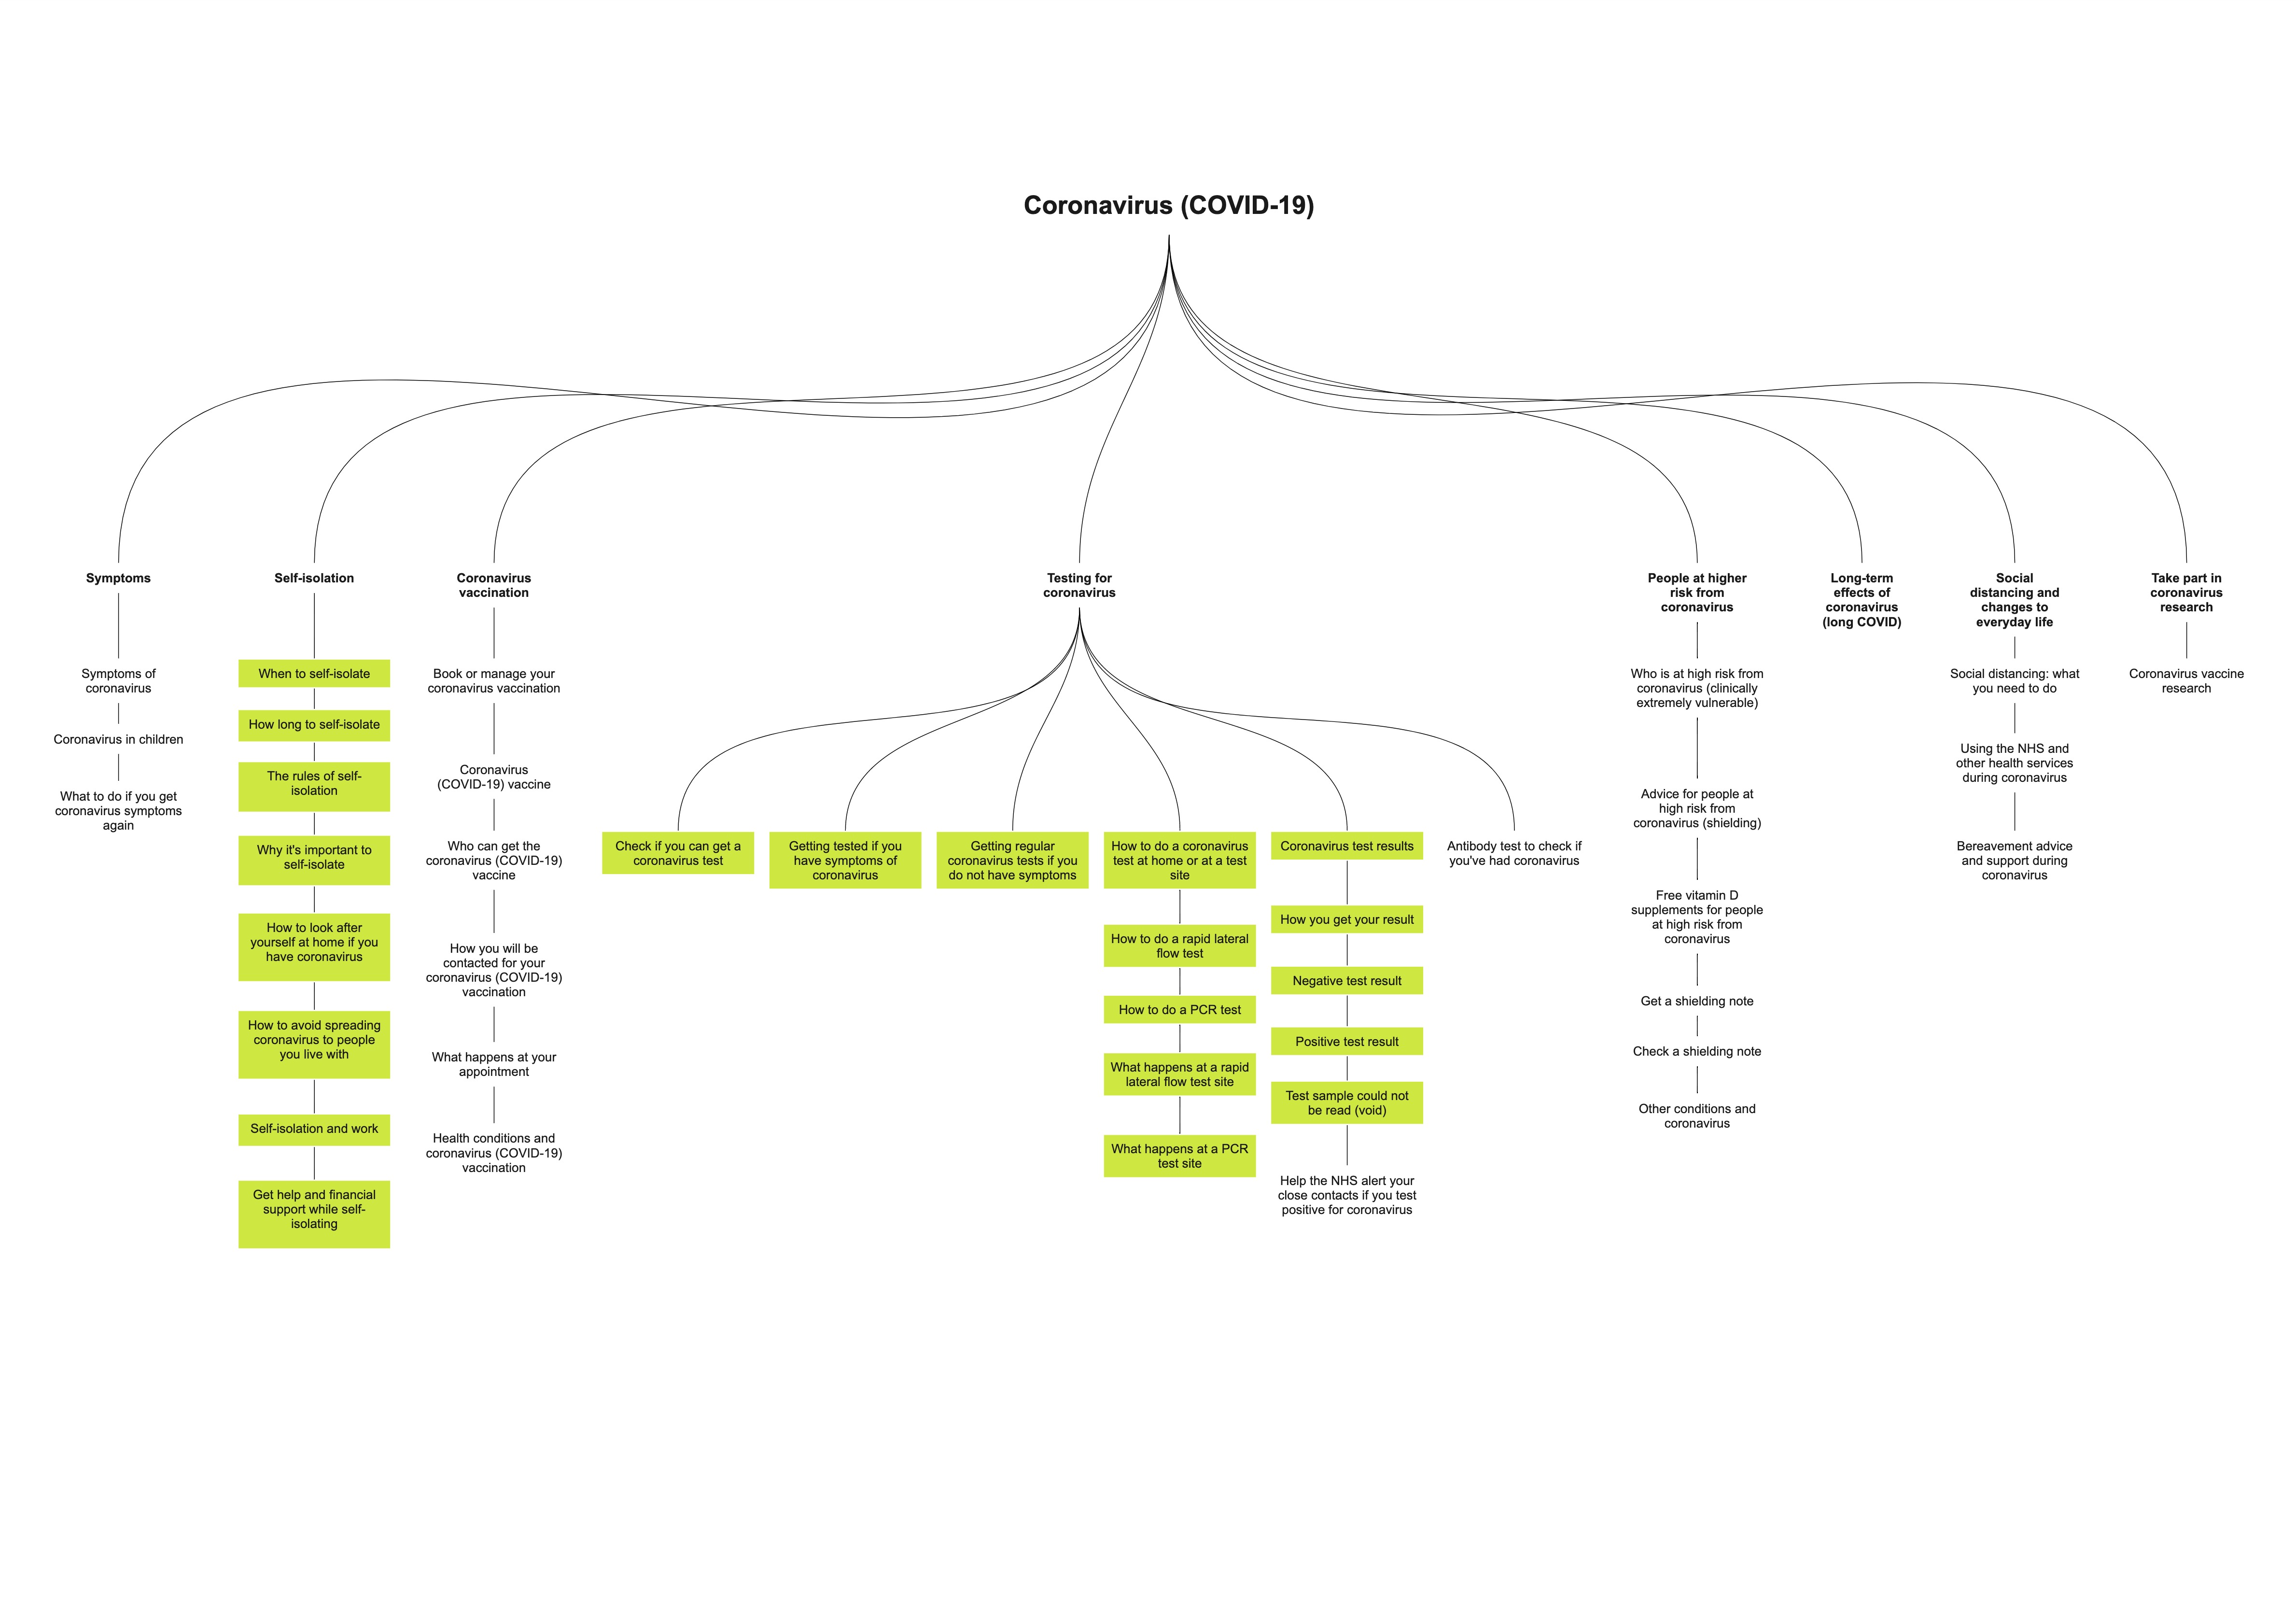 Coronavirus (COVID-19)
Symptoms
Symptoms of
coronavirus
Coronavirus in children
What to do if you get
coronavirus symptoms
again
Self-isolation
When to self-isolate
How long to self-isolate
The rules of self-
isolation
Why it's important to
self-isolate
How to look after
yourself at home if you
have coronavirus
How to avoid spreading
coronavirus to people
you live with
Self-isolation and work
Get help and financial
support while self-
isolating
Coronavirus
vaccination
Book or manage your
coronavirus vaccination
Coronavirus
(COVID-19) vaccine
Who can get the
coronavirus (COVID-19)
vaccine
How you will be
contacted for your
coronavirus (COVID-19)
vaccination
What happens at your
appointment
Health conditions and
coronavirus (COVID-19)
vaccination
Testing for
coronavirus
Check if you can get a
coronavirus test
Getting tested if you
have symptoms of
coronavirus
Getting regular
coronavirus tests if you
do not have symptoms
How to do a coronavirus
test at home or at a test
site
How to do a rapid lateral
flow test
How to do a PCR test
What happens at a rapid
lateral flow test site
What happens at a PCR
test site
Coronavirus test results
How you get your result
Negative test result
Positive test result
Test sample could not
be read (void)
Help the NHS alert your
close contacts if you test
positive for coronavirus
Antibody test to check if
you've had coronavirus
People at higher
risk from
coronavirus
Who is at high risk from
coronavirus (clinically
extremely vulnerable)
Advice for people at
high risk from
coronavirus (shielding)
Free vitamin D
supplements for people
at high risk from
coronavirus
Get a shielding note
Check a shielding note
Other conditions and
coronavirus
Long-term
effects of
coronavirus
(long COVID)
Social
distancing and
changes to
everyday life
Social distancing: what
you need to do
Using the NHS and
other health services
during coronavirus
Bereavement advice
and support during
coronavirus
Take part in
coronavirus
research
Coronavirus vaccine
research